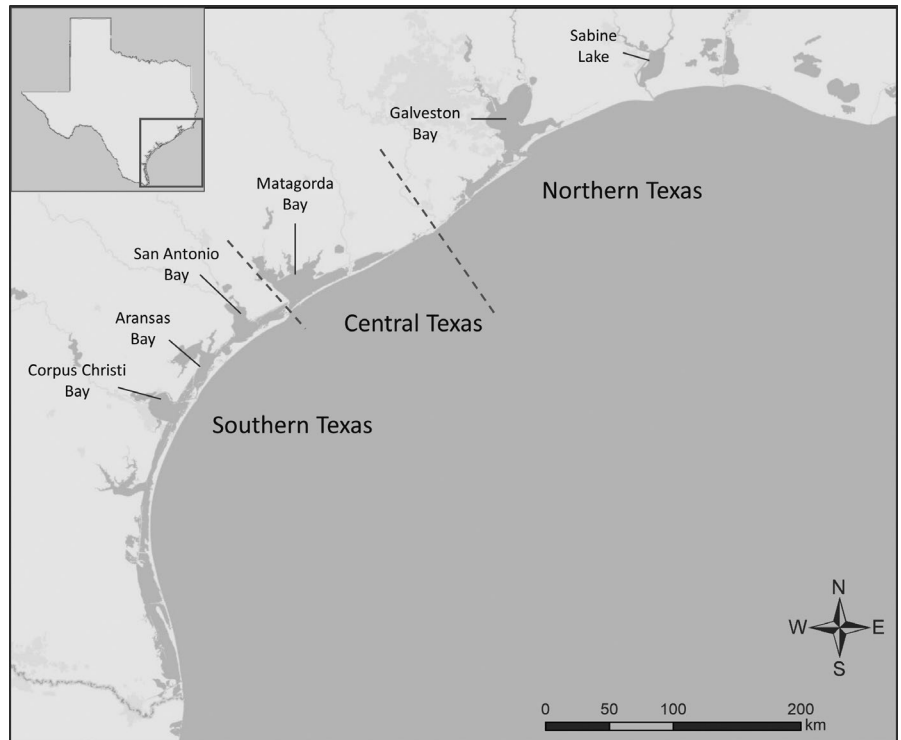 Sabine
Lake
Galveston
Bay
Northern Texas
Matagorda
Bay
San Antonio
Bay
Central Texas
Aransas
Bay
Corpus Christi
Bay
Southern Texas
N
W E
S
0 50 100 200
km